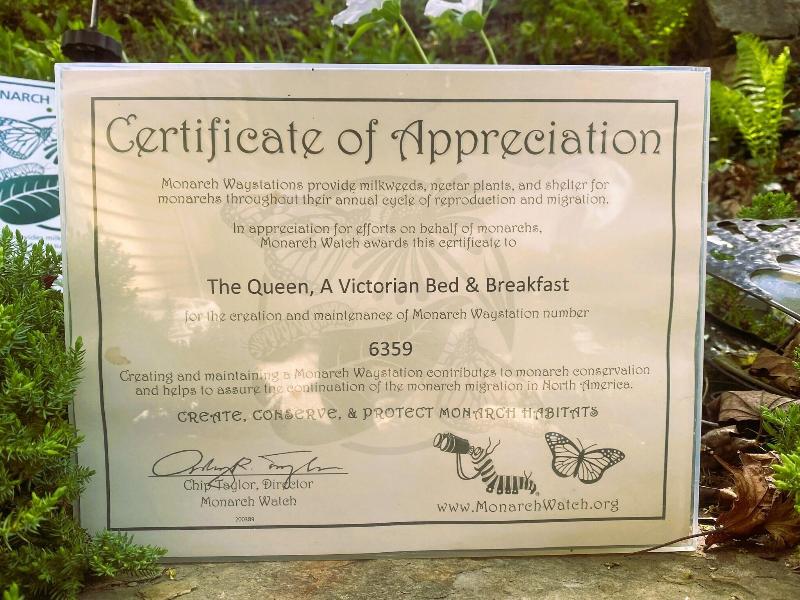 NARCH
Certificate of Appreciation
Monarch Waystations provide milkweeds, nectar plants, and shelter for
monarchs throughout their annual cycle of reproduction and migration.
In appreciation for efforts on behalf of monarchs,
Monarch Watch awards this certificate to
The Queen, A Victorian Bed & Breakfast
for the creation and maintenance of Monarch Waystation number
6359
Creating and maintaining a Monarch Waystation contributes to monarch conservation
and helps to assure the continuation of the monarch migration in North America.
CREATE, CONSERVE, & PROTECT MONARCH HABITATS
Chip Taylor, Director
Monarch Watch
www.MonarchWatch.org